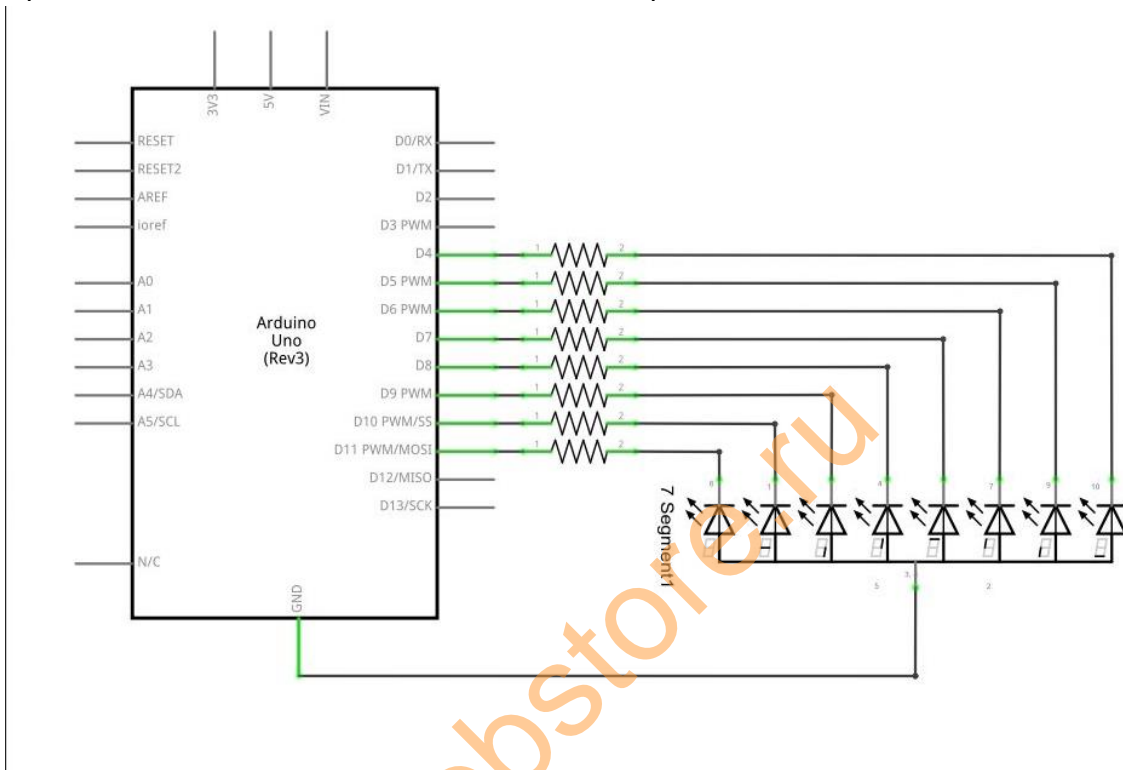 3V3 5V VIN
RESET D0/RX
RESET2 D1/TX
AREF D2
ioref D3 PWM
D4 1 2
A0 D5 PWM 1 2
A1 D6 PWM 1 2
A2 D7 1 2
A3 D8 1 2
A4/SDA D9 PWM 1 2
A5/SCL D10 PWM/SS 1 2
D11 PWM/MOSI 1 2
D12/MISO
D13/SCK
Arduino
Uno
(Rev3)
N/C
GND
7 Segment1
1 4 7 9 10
3
5 2
bstore.ru